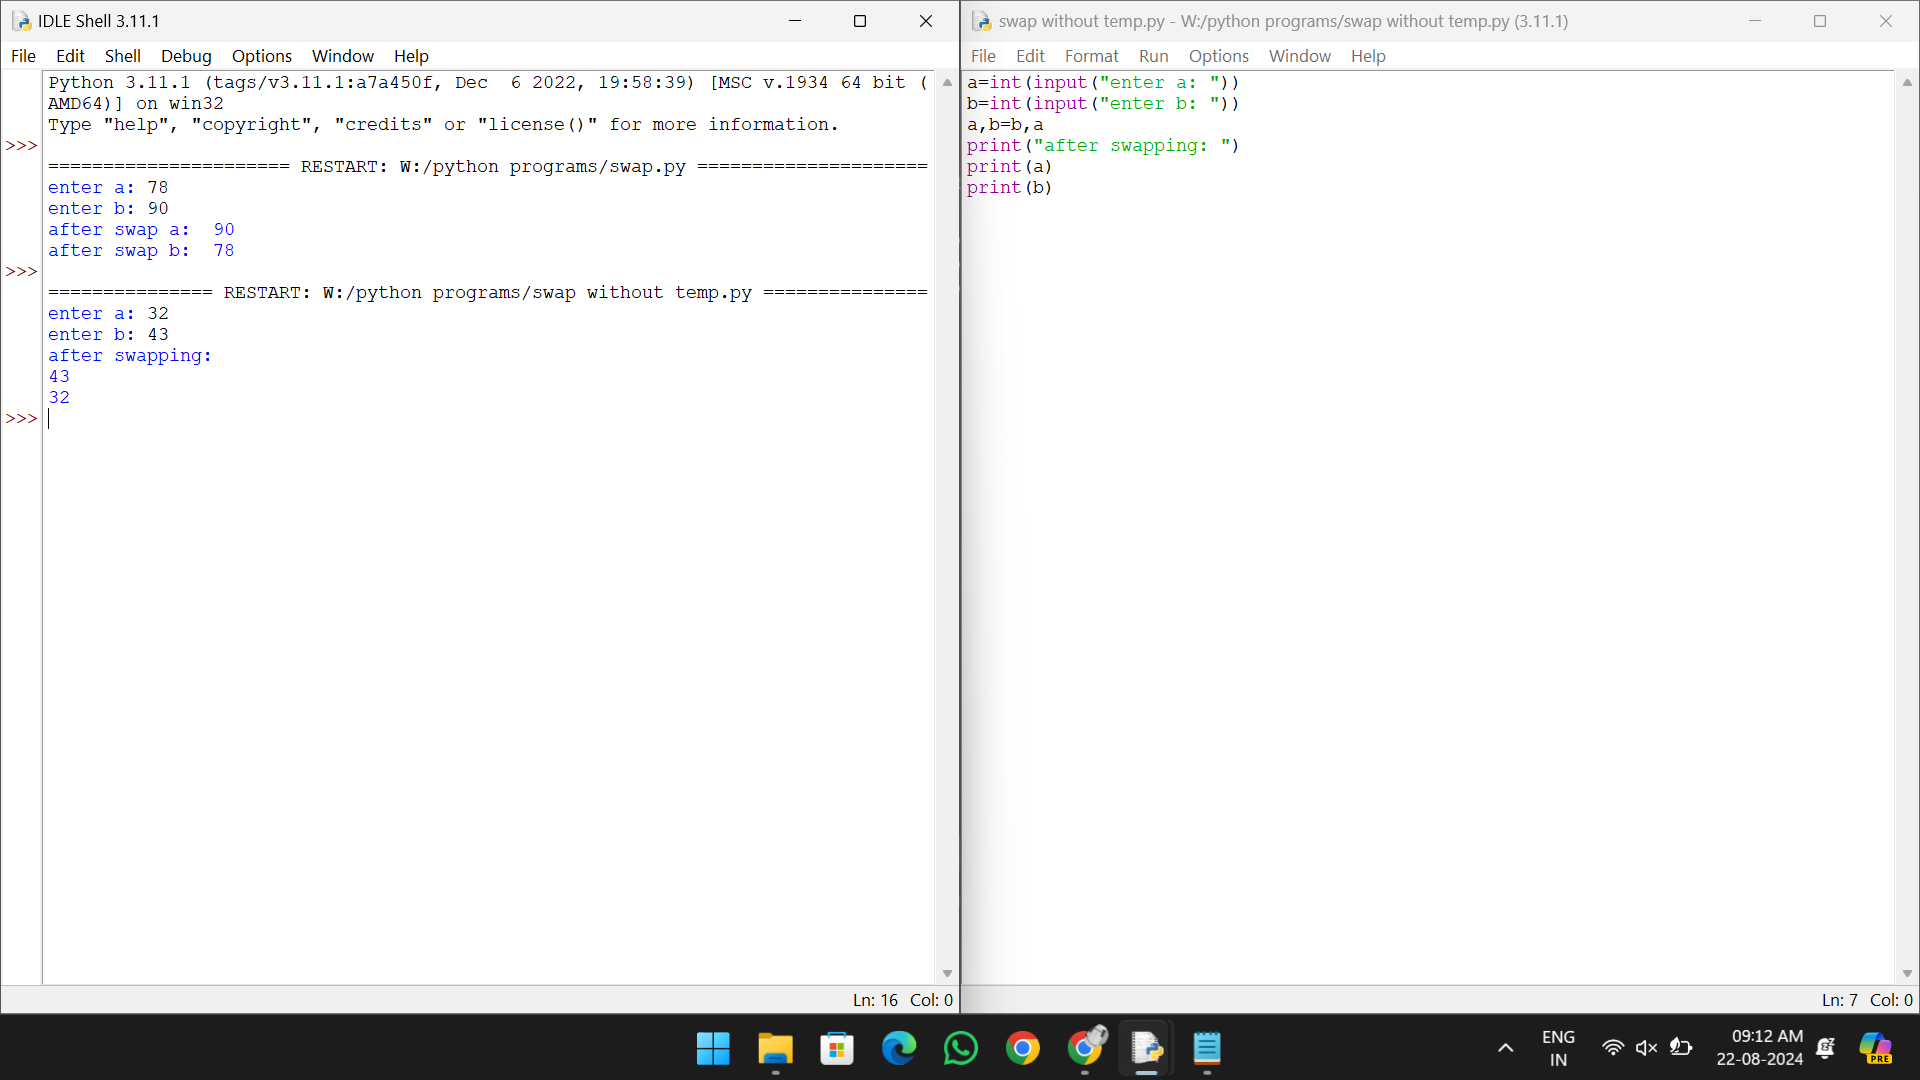 IDLE Shell 3.11.1
File Edit Shell Debug Options Window Help
Python 3.11.1 (tags/v3.11.1:a7a450f, Dec  6 2022, 19:58:39) [MSC v.1934 64 bit (
AMD64)] on win32
Type "help", "copyright", "credits" or "license()" for more information.
>>>
====================== RESTART: W:/python programs/swap.py =====================
enter a: 78
enter b: 90
after swap a:  90
after swap b:  78
>>>
=============== RESTART: W:/python programs/swap without temp.py ===============
enter a: 32
enter b: 43
after swapping:
43
32
>>>
Ln: 16 Col: 0
swap without temp.py - W:/python programs/swap without temp.py (3.11.1)
File Edit Format Run Options Window Help
a=int(input("enter a: "))
b=int(input("enter b: "))
a,b=b,a
print("after swapping: ")
print(a)
print(b)
Ln: 7 Col: 0
ENG
IN
09:12 AM
22-08-2024
PRE